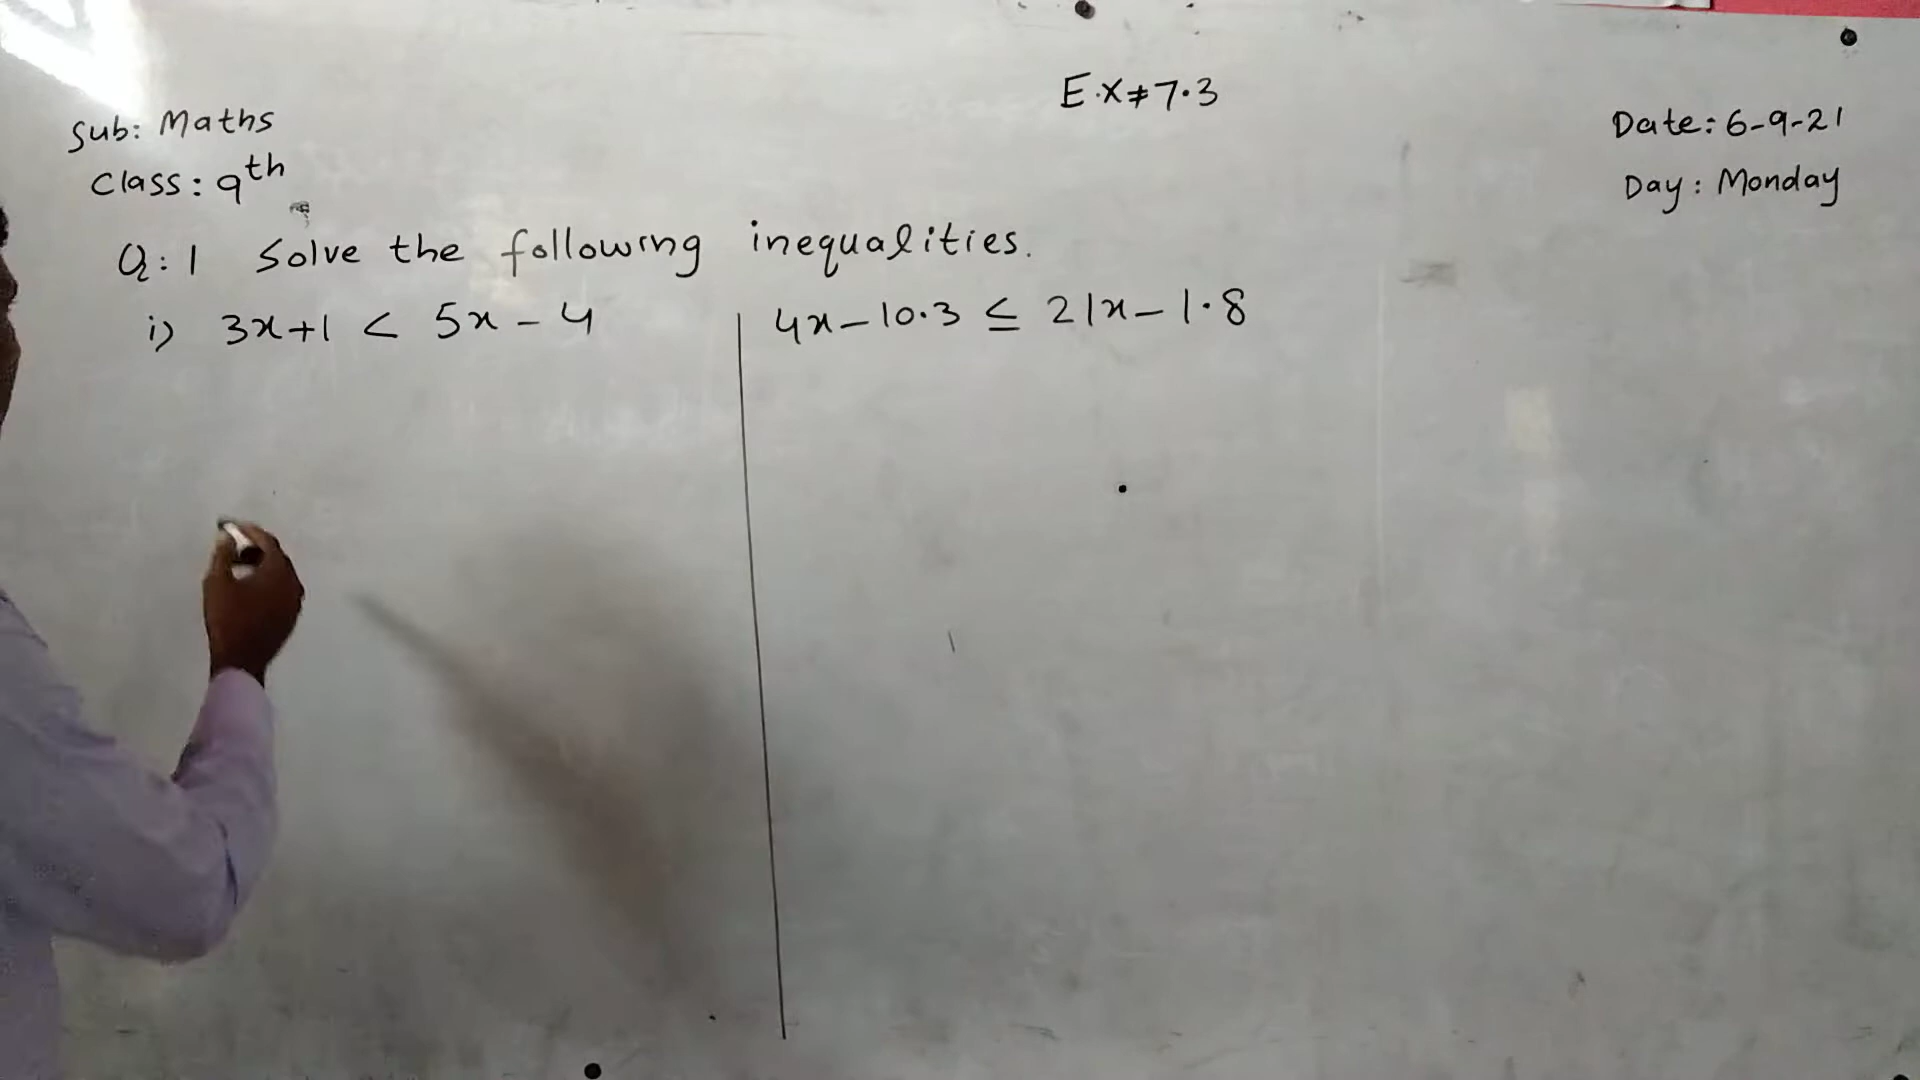 E.X≠7.3
Sub: Maths
Class: 9th
Date: 6-9-21
Day: Monday
Q:1 Solve the following inequalities.
i) 3x+1 < 5x - 4
4x-10.3 ≤ 21x-1.8